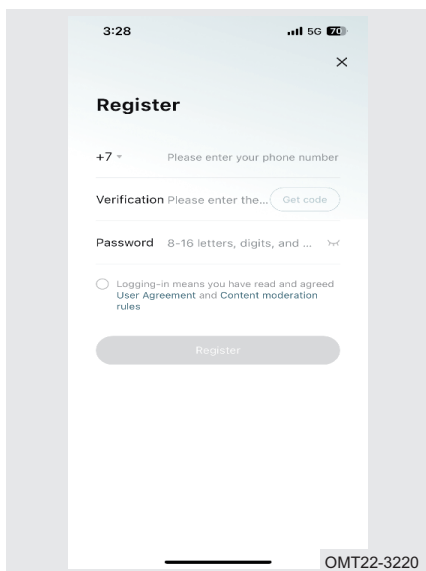 3:28 5G 70
Register
+7 Please enter your phone number
Verification Please enter the... Get code
Password 8-16 letters, digits, and ...
Logging-in means you have read and agreed
User Agreement and Content moderation
rules
Register
OMT22-3220